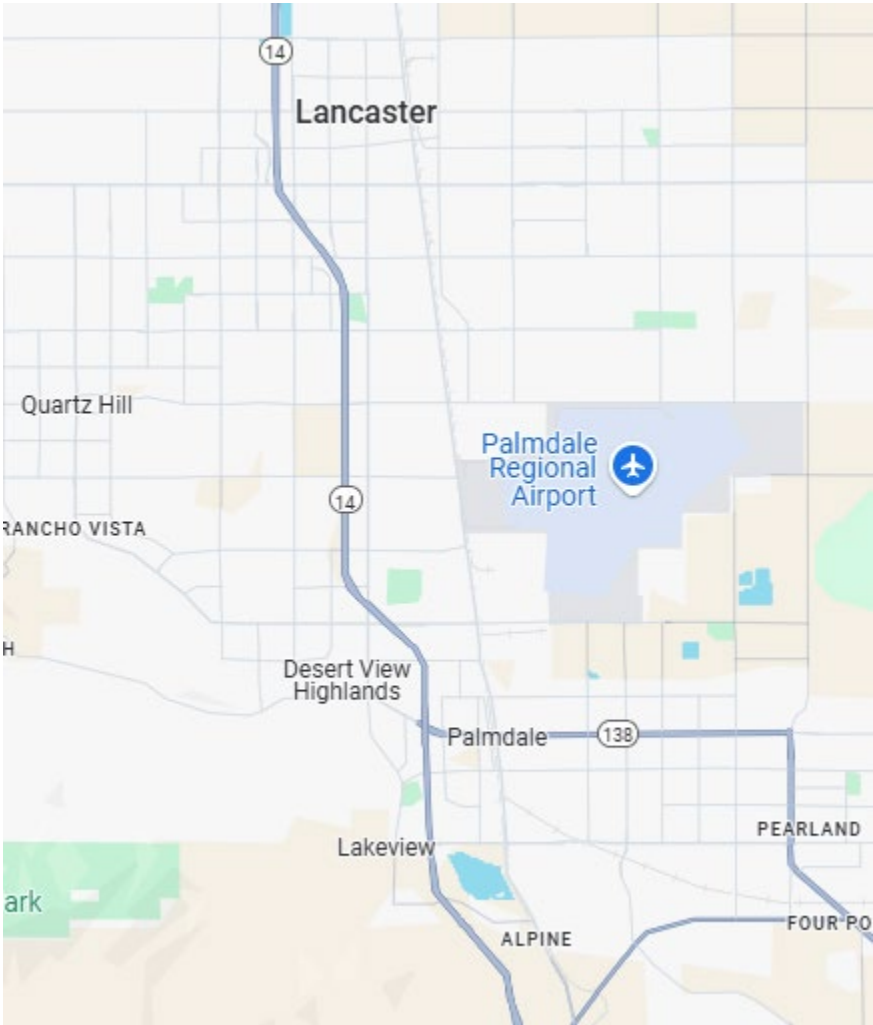 14
Lancaster
Quartz Hill
Palmdale
Regional
Airport
14
RANCHO VISTA
H
Desert View
Highlands
Palmdale
138
PEARLAND
Lakeview
ark
FOUR PO
ALPINE